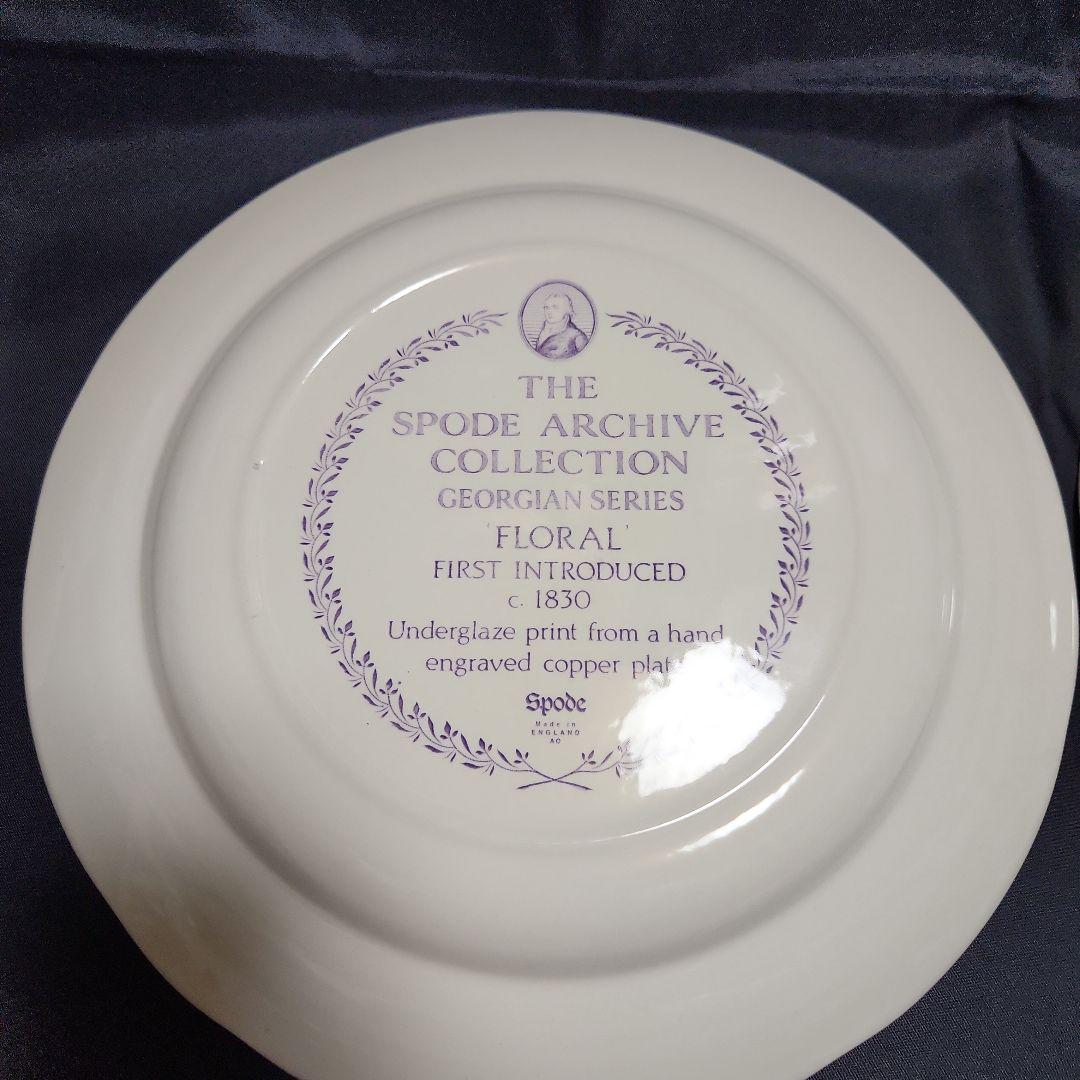 THE
SPODE ARCHIVE
COLLECTION
GEORGIAN SERIES
'FLORAL'
FIRST INTRODUCED
c. 1830
Underglaze print from a hand
engraved copper
Spode
Made in
ENGLAND
AO